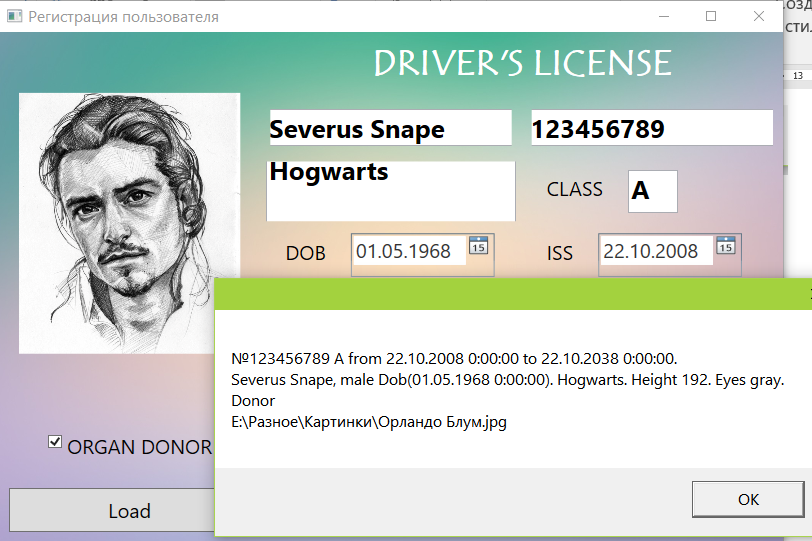 Регистрация пользователя
DRIVER'S LICENSE
Severus Snape
123456789
Hogwarts
CLASS
A
DOB
01.05.1968
15
ISS
22.10.2008
15
13
№123456789 A from 22.10.2008 0:00:00 to 22.10.2038 0:00:00.
Severus Snape, male Dob(01.05.1968 0:00:00). Hogwarts. Height 192. Eyes gray.
Donor
E:\Разное\Картинки\Орландо Блум.jpg
OK
ORGAN DONOR
Load